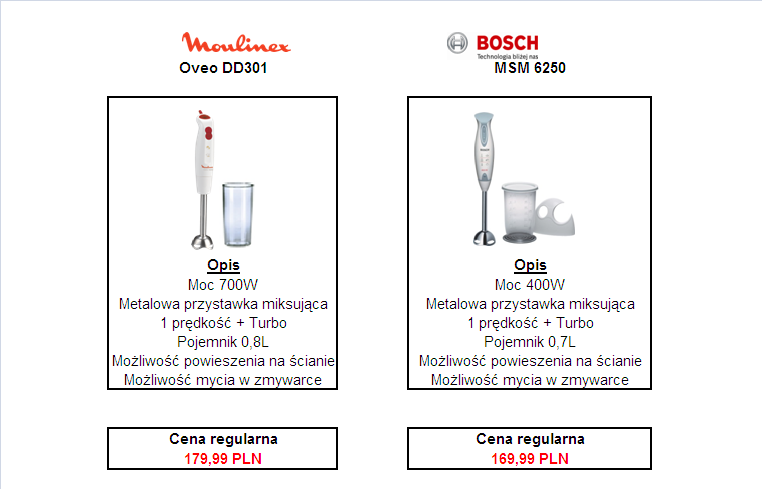 Moulinex
Oveo DD301
Opis
Moc 700W
Metalowa przystawka miksująca
1 prędkość + Turbo
Pojemnik 0,8L
Możliwość powieszenia na ścianie
Możliwość mycia w zmywarce
Cena regularna
179,99 PLN
BOSCH
Technologia bliżej nas
MSM 6250
Opis
Moc 400W
Metalowa przystawka miksująca
1 prędkość + Turbo
Pojemnik 0,7L
Możliwość powieszenia na ścianie
Możliwość mycia w zmywarce
Cena regularna
169,99 PLN